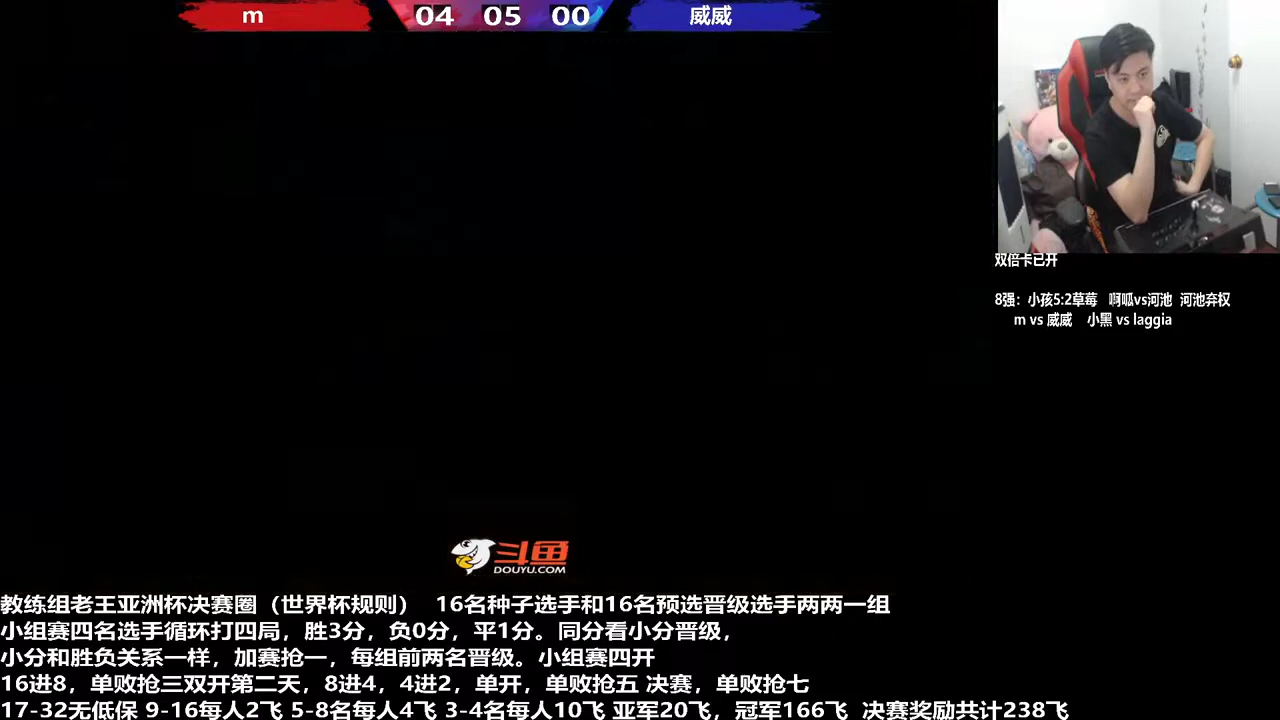 m 04 05 00 威威
双倍卡已开
8强：小孩5:2草莓 啊呱vs河池 河池弃权
m vs 威威 小黑 vs laggia
斗鱼
DOUYU.COM
教练组老王亚洲杯决赛圈（世界杯规则） 16名种子选手和16名预选晋级选手两两一组
小组赛四名选手循环打四局，胜3分，负0分，平1分。同分看小分晋级，
小分和胜负关系一样，加赛抢一，每组前两名晋级。小组赛四开
16进8，单败抢三双开第二天，8进4，4进2，单开，单败抢五 决赛，单败抢七
17-32无低保 9-16每人2飞 5-8名每人4飞 3-4名每人10飞 亚军20飞，冠军166飞 决赛奖励共计238飞